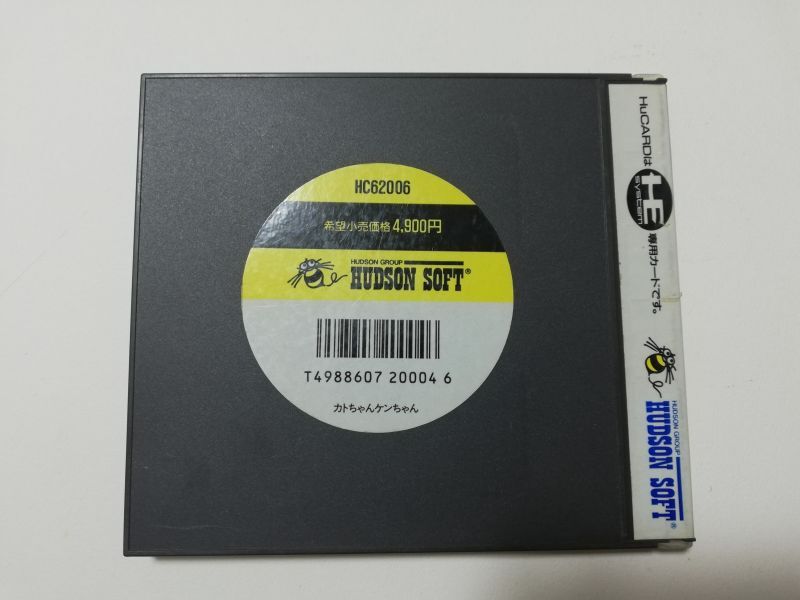 HC62006
希望小売価格 4,900円
HUDSON GROUP
HUDSON SOFT®
T4988607 20004 6
カトちゃんケンちゃん
HuCARDは
HE
SYSTEM
専用カードです。
HUDSON GROUP
HUDSON SOFT®